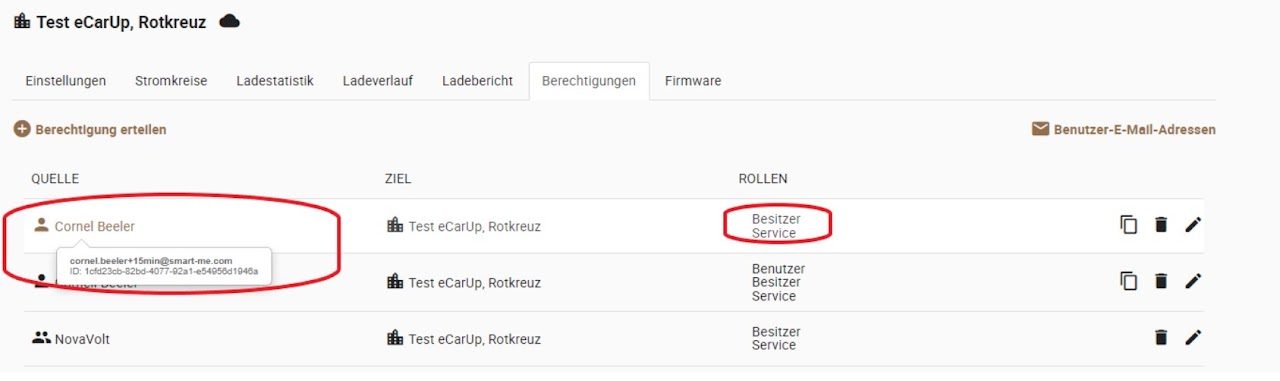 Test eCarUp, Rotkreuz
Einstellungen Stromkreise Ladestatistik Ladeverlauf Ladebericht Berechtigungen Firmware
Berechtigung erteilen Benutzer-E-Mail-Adressen
QUELLE ZIEL ROLLEN
Cornel Beeler Test eCarUp, Rotkreuz Besitzer
Service
cornel.beeler+15min@smart-me.com
ID: 1cfd23cb-82bd-4077-92a1-e54956d1946a
Beeler Test eCarUp, Rotkreuz Benutzer
Besitzer
Service
NovaVolt Test eCarUp, Rotkreuz Besitzer
Service